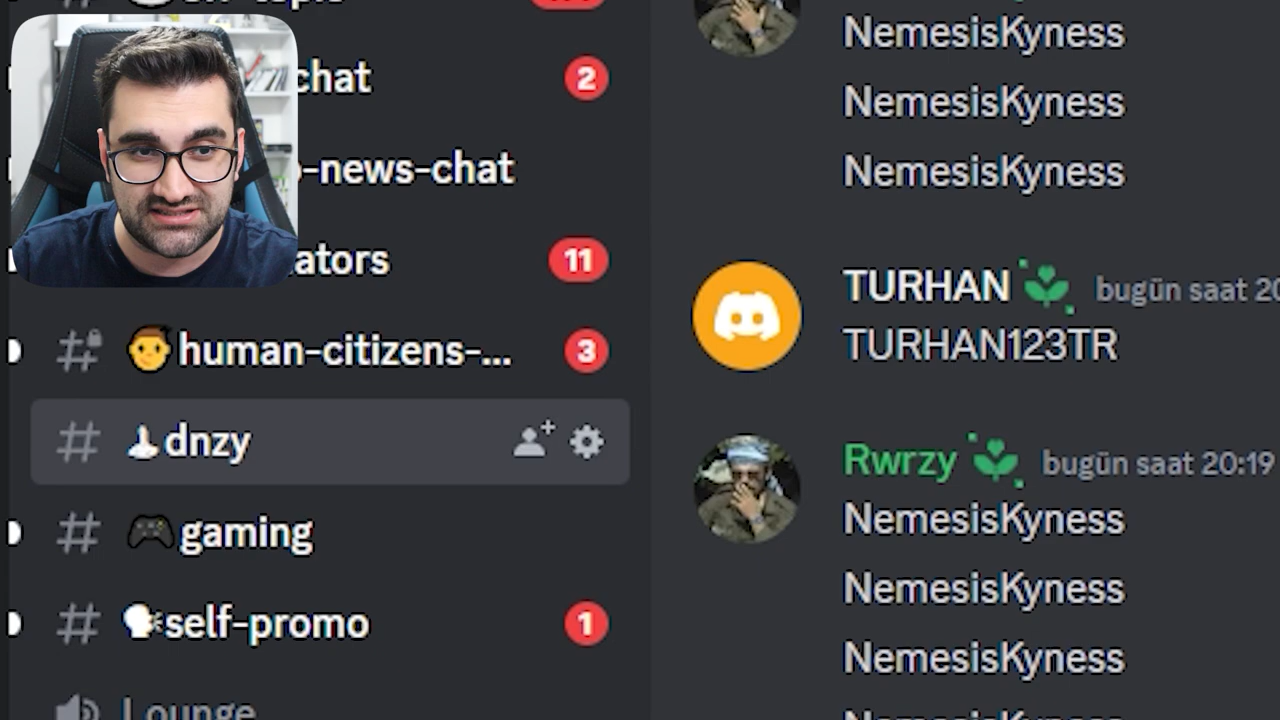 chat
2
-news-chat
ators
11
human-citizens-...
3
dnzy
gaming
self-promo
1
Lounge
NemesisKyness
NemesisKyness
NemesisKyness
TURHAN bugün saat 20
TURHAN123TR
Rwrzy bugün saat 20:19
NemesisKyness
NemesisKyness
NemesisKyness
NemesisKyness